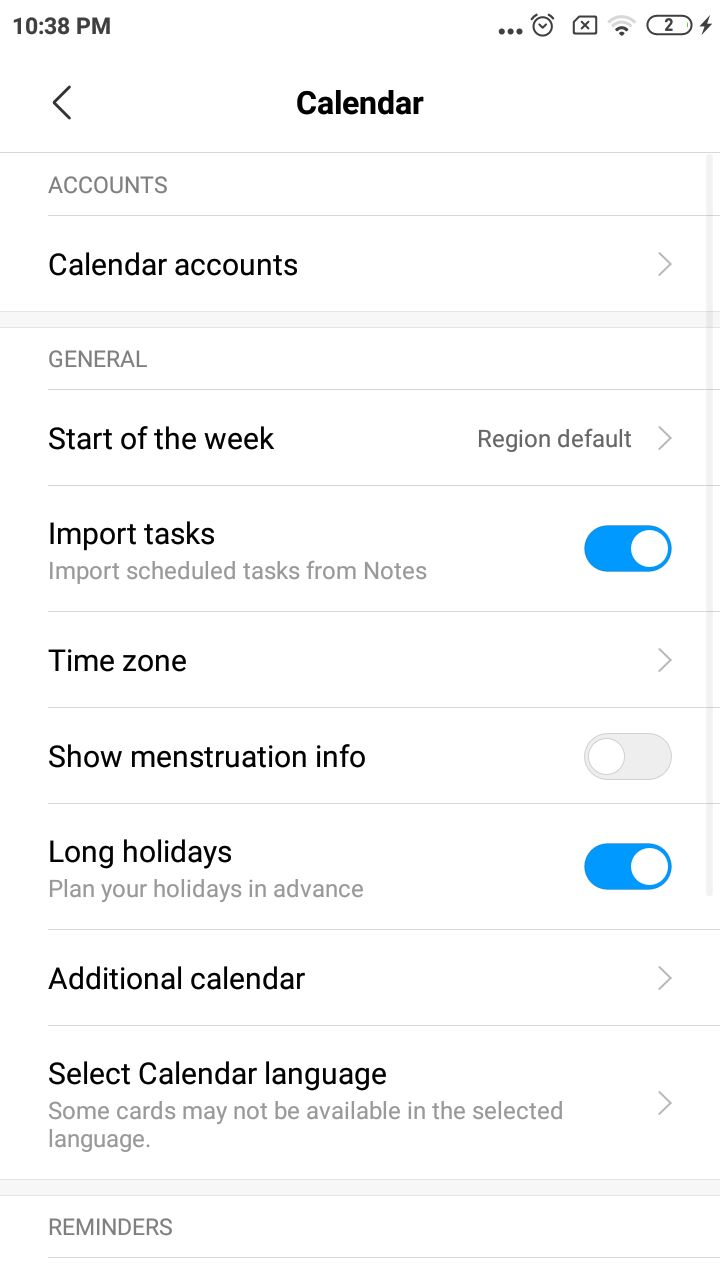 10:38 PM
2
Calendar
ACCOUNTS
Calendar accounts
GENERAL
Start of the week
Region default
Import tasks
Import scheduled tasks from Notes
Time zone
Show menstruation info
Long holidays
Plan your holidays in advance
Additional calendar
Select Calendar language
Some cards may not be available in the selected
language.
REMINDERS